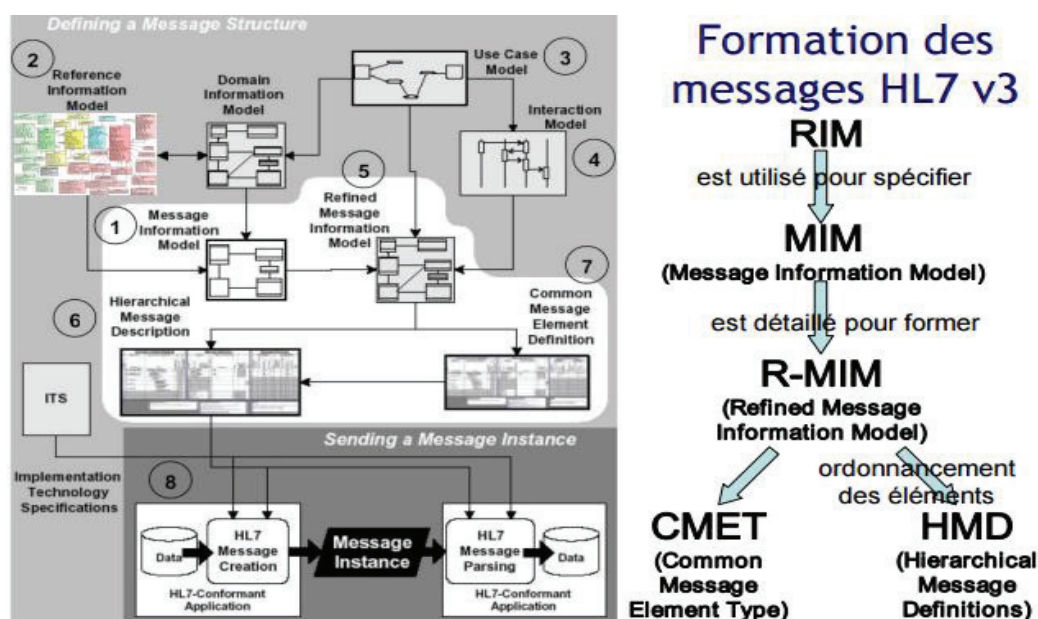 Defining a Message Structure
2
Reference
Information
Model
Domain
Information
Model
Use Case
Model
3
Interaction
Model
4
5
Refined
Message
Information
Model
1
Message
Information
Model
7
Common
Message
Element
Definition
6
Hierarchical
Message
Description
ITS
Implementation
Technology
Specifications
Sending a Message Instance
8
Data
HL7
Message
Creation
Message
Instance
HL7
Message
Parsing
Data
HL7-Conformant
Application
HL7-Conformant
Application
Formation des
messages HL7 v3
RIM
est utilisé pour spécifier
MIM
(Message Information Model)
est détaillé pour former
R-MIM
(Refined Message
Information Model)
ordonnancement
des éléments
CMET
(Common
Message
Element Type)
HMD
(Hierarchical
Message
Definitions)